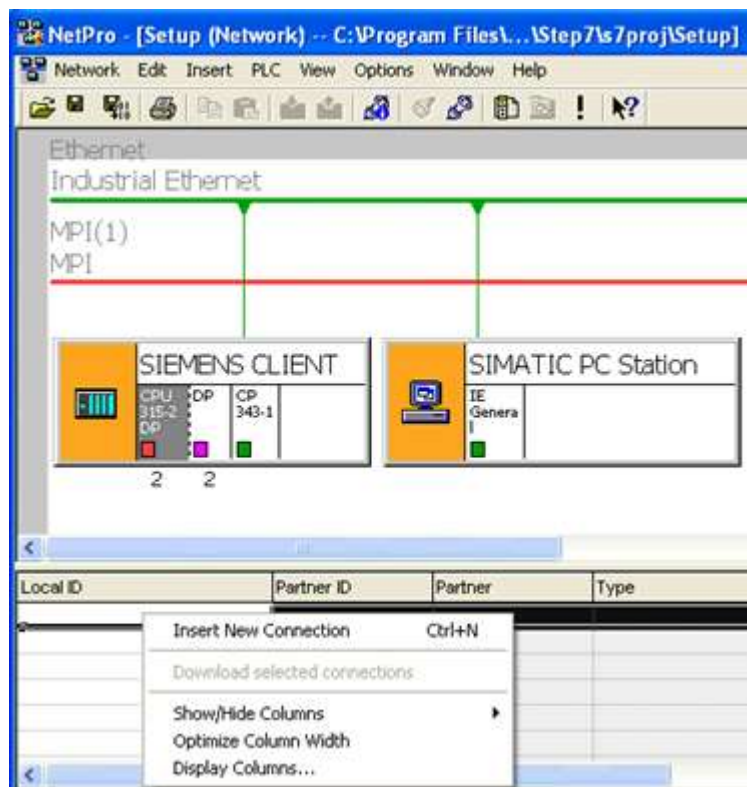 NetPro - [Setup (Network) -- C:\Program Files\...\Step7\s7proj\Setup]
Network Edit Insert PLC View Options Window Help
Ethernet
Industrial Ethernet
MPI(1)
MPI
SIEMENS CLIENT
CPU
315-2
DP
DP
CP
343-1
2 2
SIMATIC PC Station
IE
Genera
l
Local ID Partner ID Partner Type
Insert New Connection Ctrl+N
Download selected connections
Show/Hide Columns
Optimize Column Width
Display Columns...